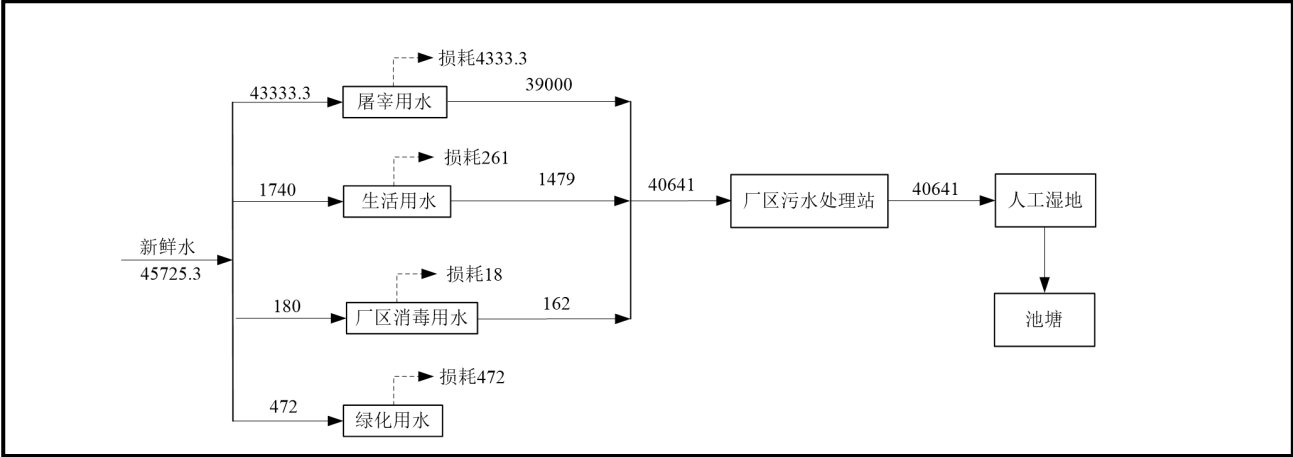 损耗4333.3
43333.3
屠宰用水
39000
损耗261
1740
生活用水
1479
40641
厂区污水处理站
40641
人工湿地
新鲜水
45725.3
损耗18
180
厂区消毒用水
162
池塘
损耗472
472
绿化用水